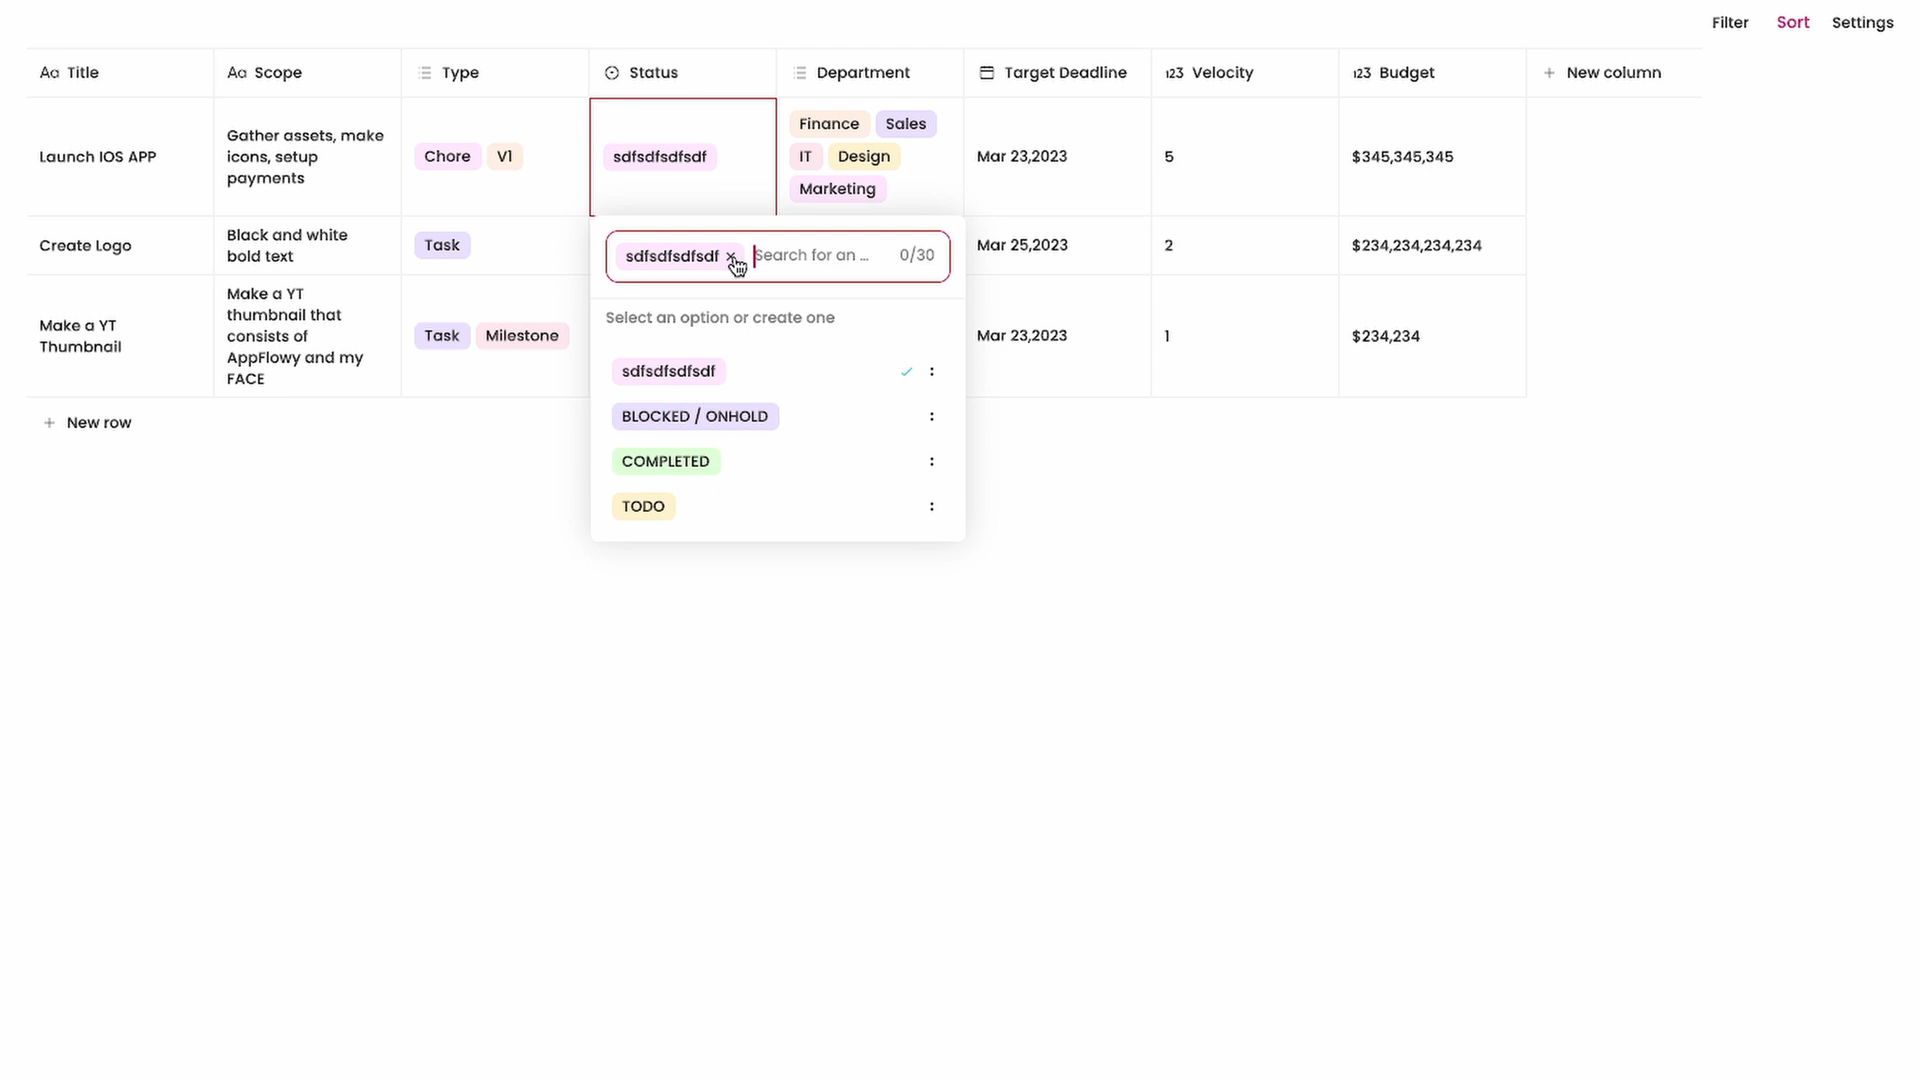 Filter Sort Settings
Aa Title Aa Scope Type Status Department Target Deadline 123 Velocity 123 Budget + New column
Launch IOS APP
Gather assets, make
icons, setup
payments
Chore V1
sdfsdfsdfsdf
Finance Sales
IT Design
Marketing
Mar 23,2023
5
$345,345,345
Create Logo
Black and white
bold text
Task
Mar 25,2023
2
$234,234,234,234
Make a YT
Thumbnail
Make a YT
thumbnail that
consists of
AppFlowy and my
FACE
Task Milestone
Mar 23,2023
1
$234,234
+ New row
sdfsdfsdfsdf × Search for an ... 0/30
Select an option or create one
sdfsdfsdfsdf
BLOCKED / ONHOLD
COMPLETED
TODO